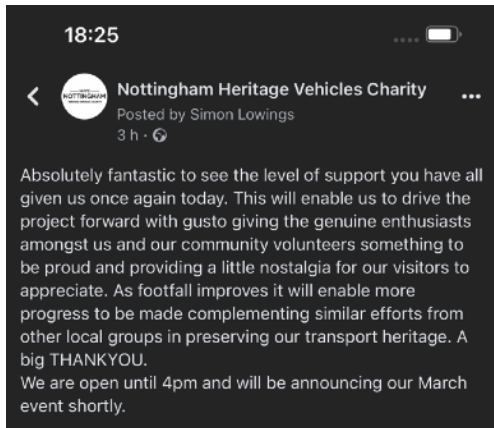 18:25
NOTTINGHAM
Nottingham Heritage Vehicles Charity
Posted by Simon Lowings
3 h ·
Absolutely fantastic to see the level of support you have all
given us once again today. This will enable us to drive the
project forward with gusto giving the genuine enthusiasts
amongst us and our community volunteers something to
be proud and providing a little nostalgia for our visitors to
appreciate. As footfall improves it will enable more
progress to be made complementing similar efforts from
other local groups in preserving our transport heritage. A
big THANKYOU.
We are open until 4pm and will be announcing our March
event shortly.